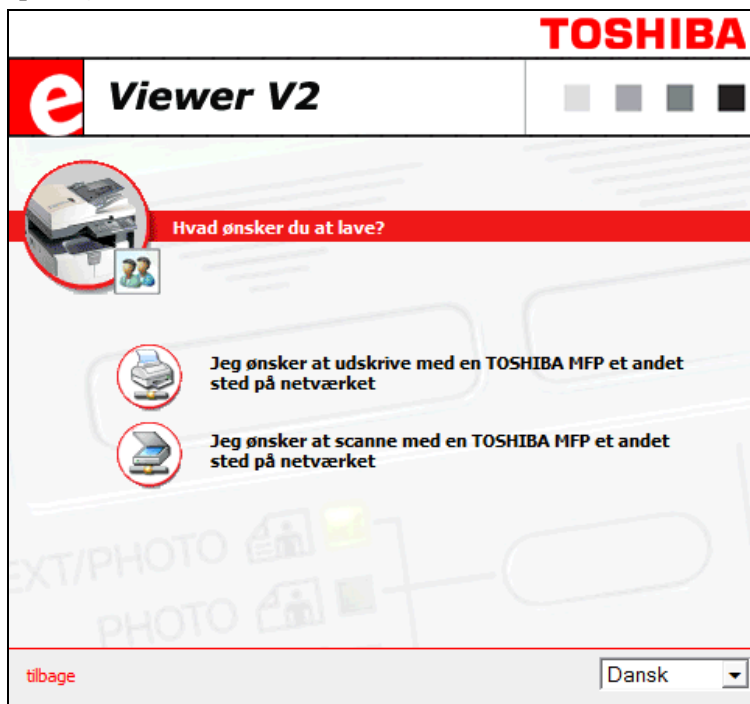 TOSHIBA
e Viewer V2
Hvad ønsker du at lave?
Jeg ønsker at udskrive med en TOSHIBA MFP et andet
sted på netværket
Jeg ønsker at scanne med en TOSHIBA MFP et andet
sted på netværket
EXT/PHOTO
PHOTO
tilbage
Dansk